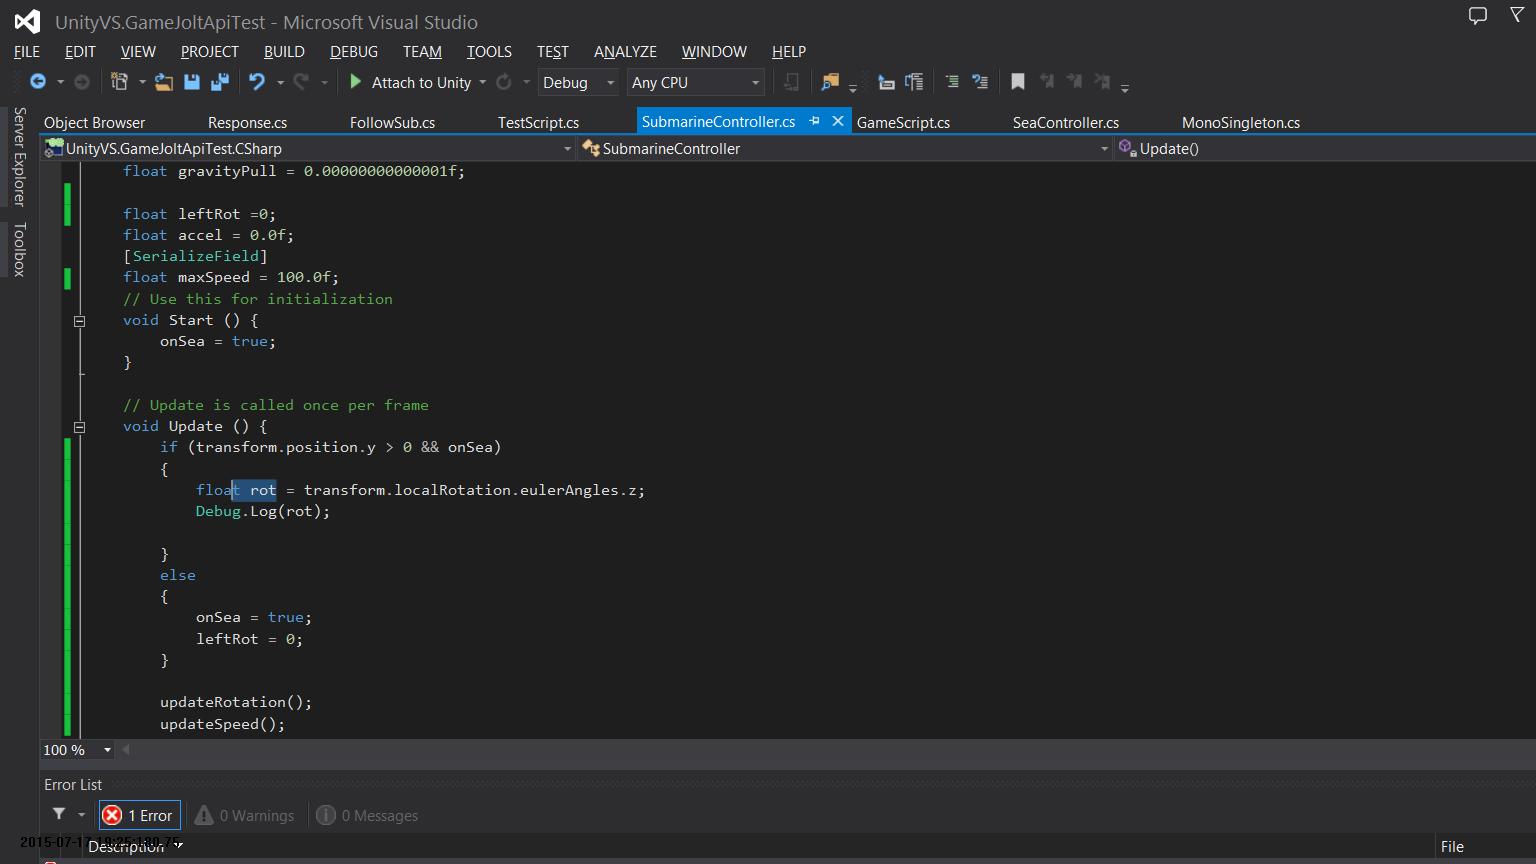 UnityVS.GameJoltApiTest - Microsoft Visual Studio
FILE EDIT VIEW PROJECT BUILD DEBUG TEAM TOOLS TEST ANALYZE WINDOW HELP
Attach to Unity Debug Any CPU
Server Explorer
Toolbox
Object Browser Response.cs FollowSub.cs TestScript.cs SubmarineController.cs GameScript.cs SeaController.cs MonoSingleton.cs
UnityVS.GameJoltApiTest.CSharp SubmarineController Update()
float gravityPull = 0.00000000000001f;
float leftRot =0;
float accel = 0.0f;
[SerializeField]
float maxSpeed = 100.0f;
// Use this for initialization
void Start () {
onSea = true;
}
// Update is called once per frame
void Update () {
if (transform.position.y > 0 && onSea)
{
float rot = transform.localRotation.eulerAngles.z;
Debug.Log(rot);
}
else
{
onSea = true;
leftRot = 0;
}
updateRotation();
updateSpeed();
100 %
Error List
1 Error 0 Warnings 0 Messages
Description File